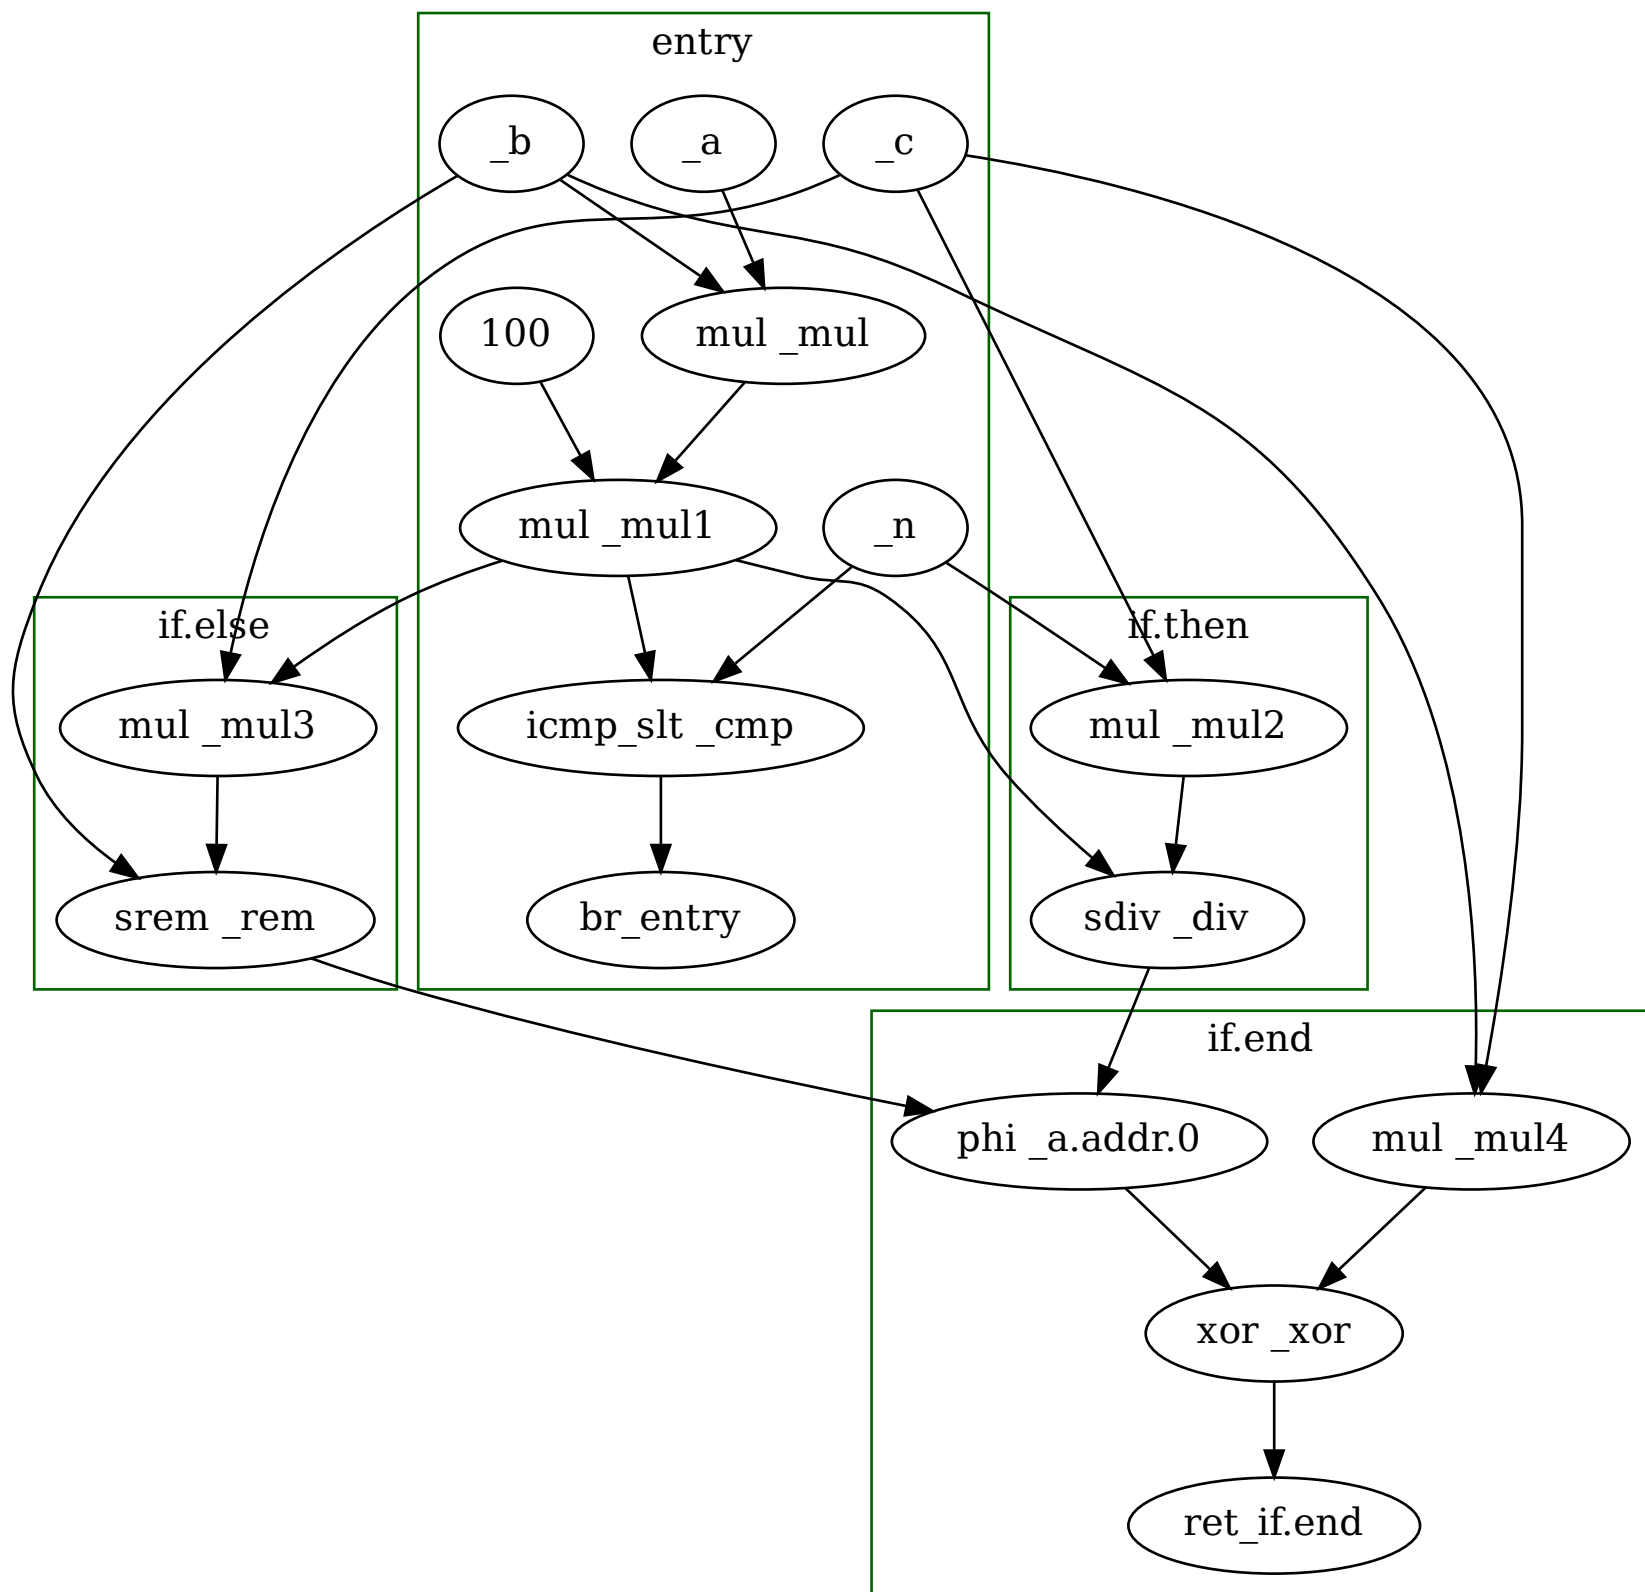 entry
_b
_a
_c
100
mul _mul
mul _mul1
_n
if.else
if.then
mul _mul3
icmp_slt _cmp
mul _mul2
srem _rem
br_entry
sdiv _div
if.end
phi _a.addr.0
mul _mul4
xor _xor
ret_if.end